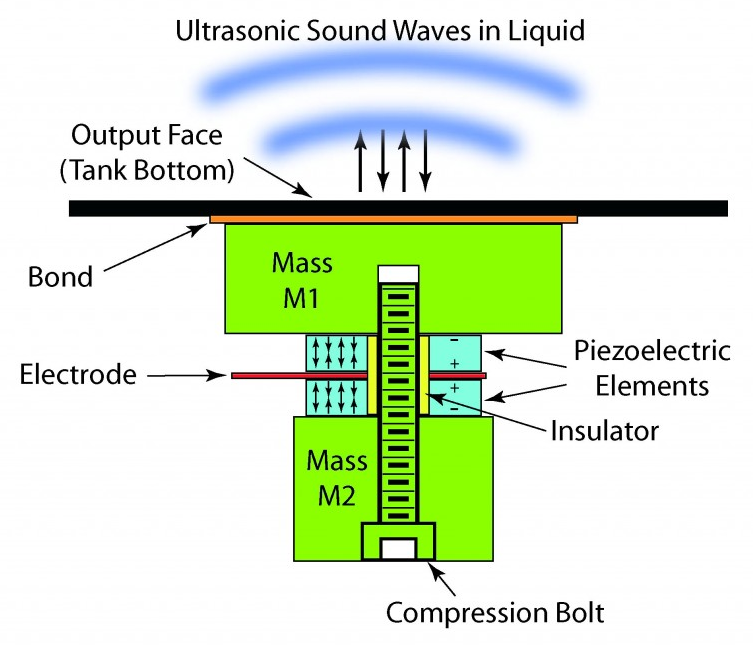 Ultrasonic Sound Waves in Liquid
Output Face
(Tank Bottom)
Bond
Mass
M1
-
+
Piezoelectric
Elements
Electrode
+
-
Insulator
Mass
M2
Compression Bolt